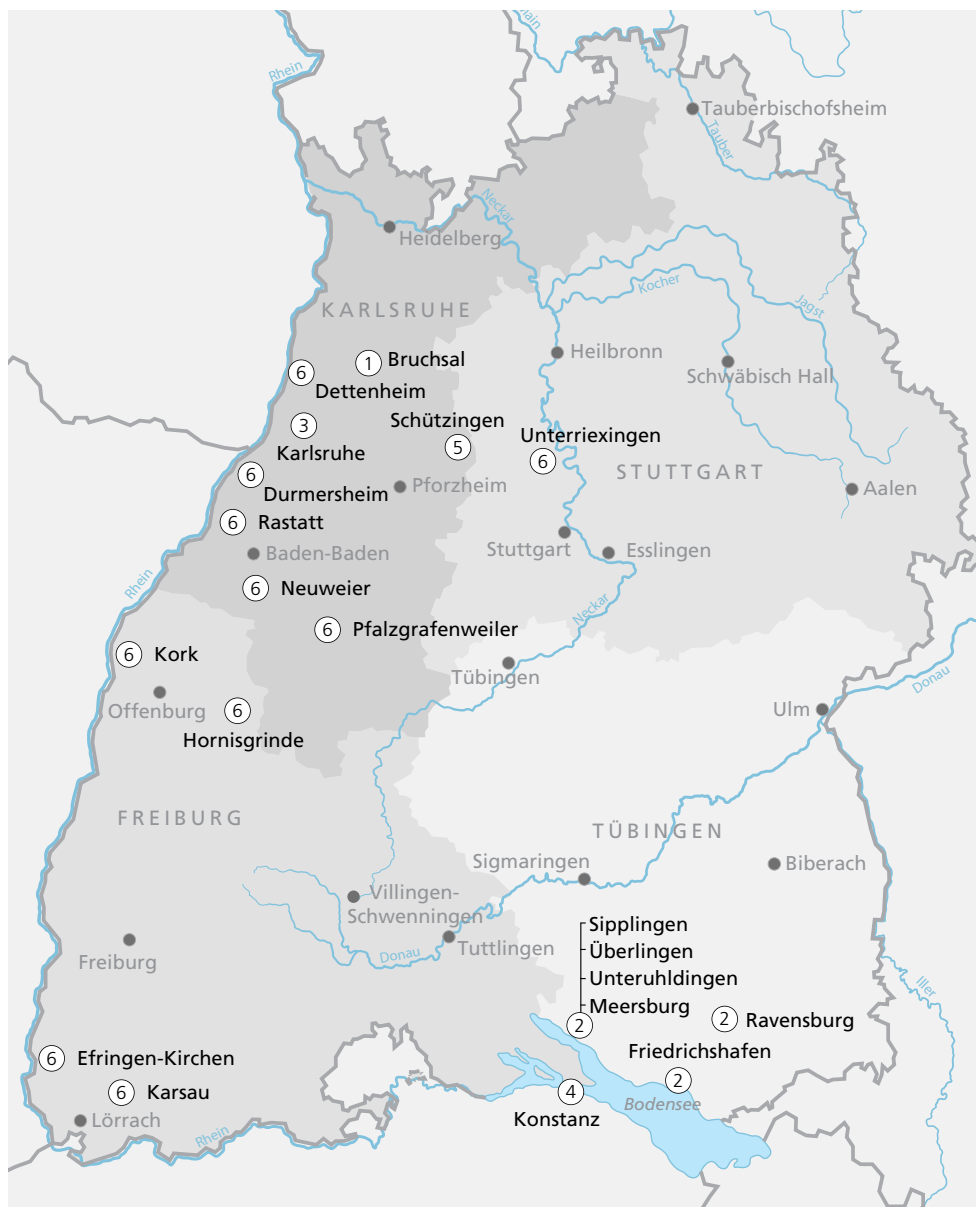 Rhein
Main
Tauberbischofsheim
Tauber
Neckar
Heidelberg
Kocher
Jagst
KARLSRUHE
1 Bruchsal
Heilbronn
Schwäbisch Hall
6
Dettenheim
3
Karlsruhe
Schützingen
5
Unterriexingen
6
STUTTGART
6
Durmersheim
Pforzheim
Aalen
6 Rastatt
Baden-Baden
Stuttgart
Esslingen
Rhein
6 Neuweier
Neckar
6 Pfalzgrafenweiler
6 Kork
Tübingen
Donau
Offenburg
6
Hornisgrinde
Ulm
FREIBURG
TÜBINGEN
Sigmaringen
Biberach
Villingen-
Schwenningen
Donau
Tuttlingen
Freiburg
Sipplingen
Überlingen
Unteruhldingen
Meersburg
2
2 Ravensburg
Iller
6 Efringen-Kirchen
Friedrichshafen
2
6 Karsau
4
Konstanz
Bodensee
Lörrach
Rhein